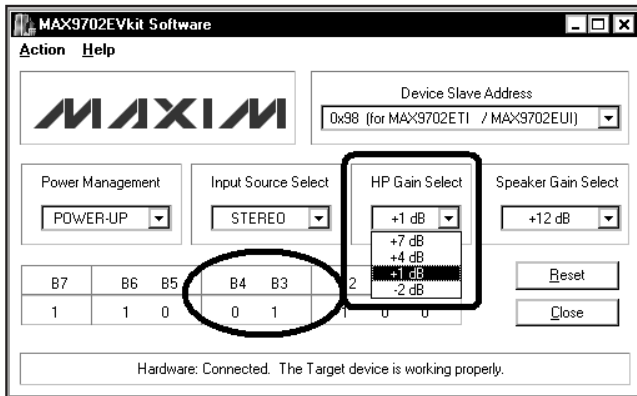 MAX9702EVkit Software
Action Help
MAXIM
Device Slave Address
0x98 (for MAX9702ETI / MAX9702EUI)
Power Management
Input Source Select
HP Gain Select
Speaker Gain Select
POWER-UP
STEREO
+1 dB
+12 dB
+7 dB
+4 dB
+1 dB
-2 dB
B7 B6 B5 B4 B3 2
1 1 0 0 1 1 0 0
Reset
Close
Hardware: Connected. The Target device is working properly.